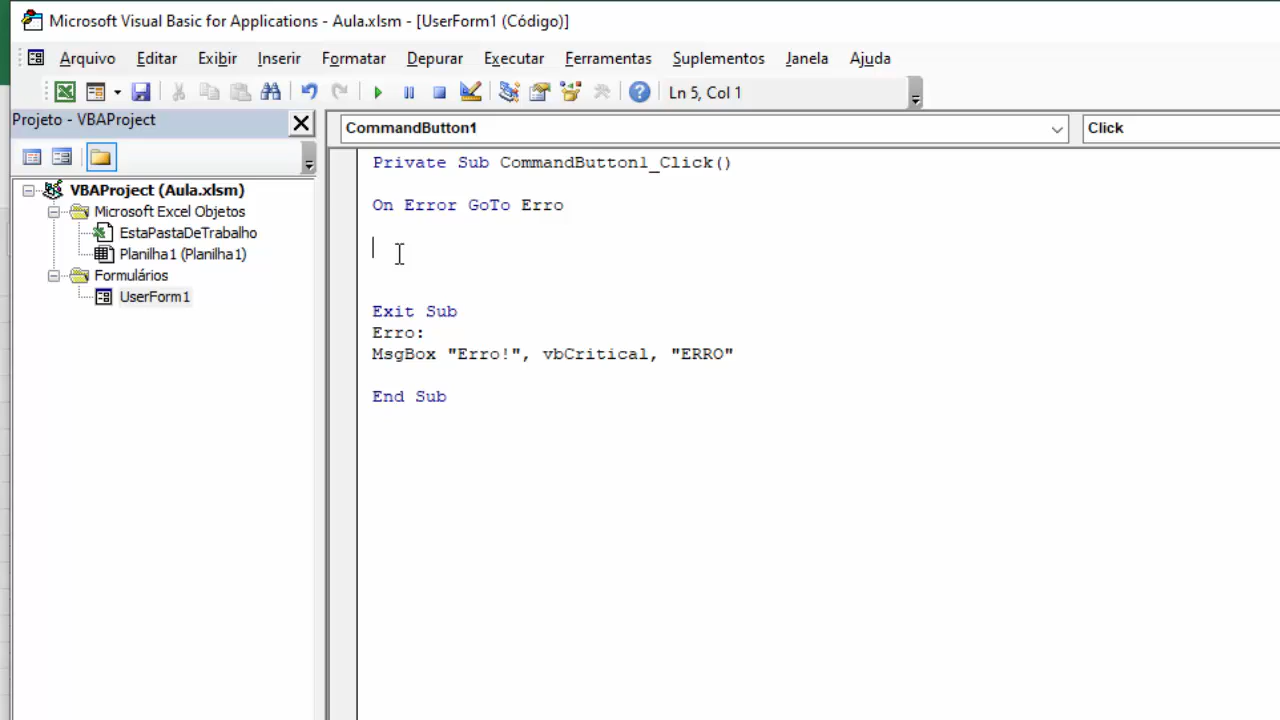 Microsoft Visual Basic for Applications - Aula.xlsm - [UserForm1 (Código)]
Arquivo Editar Exibir Inserir Formatar Depurar Executar Ferramentas Suplementos Janela Ajuda
Ln 5, Col 1
Projeto - VBAProject
CommandButton1
Click
VBAProject (Aula.xlsm)
Microsoft Excel Objetos
EstaPastaDeTrabalho
Planilha1 (Planilha1)
Formulários
UserForm1
Private Sub CommandButton1_Click()
On Error GoTo Erro
Exit Sub
Erro:
MsgBox "Erro!", vbCritical, "ERRO"
End Sub